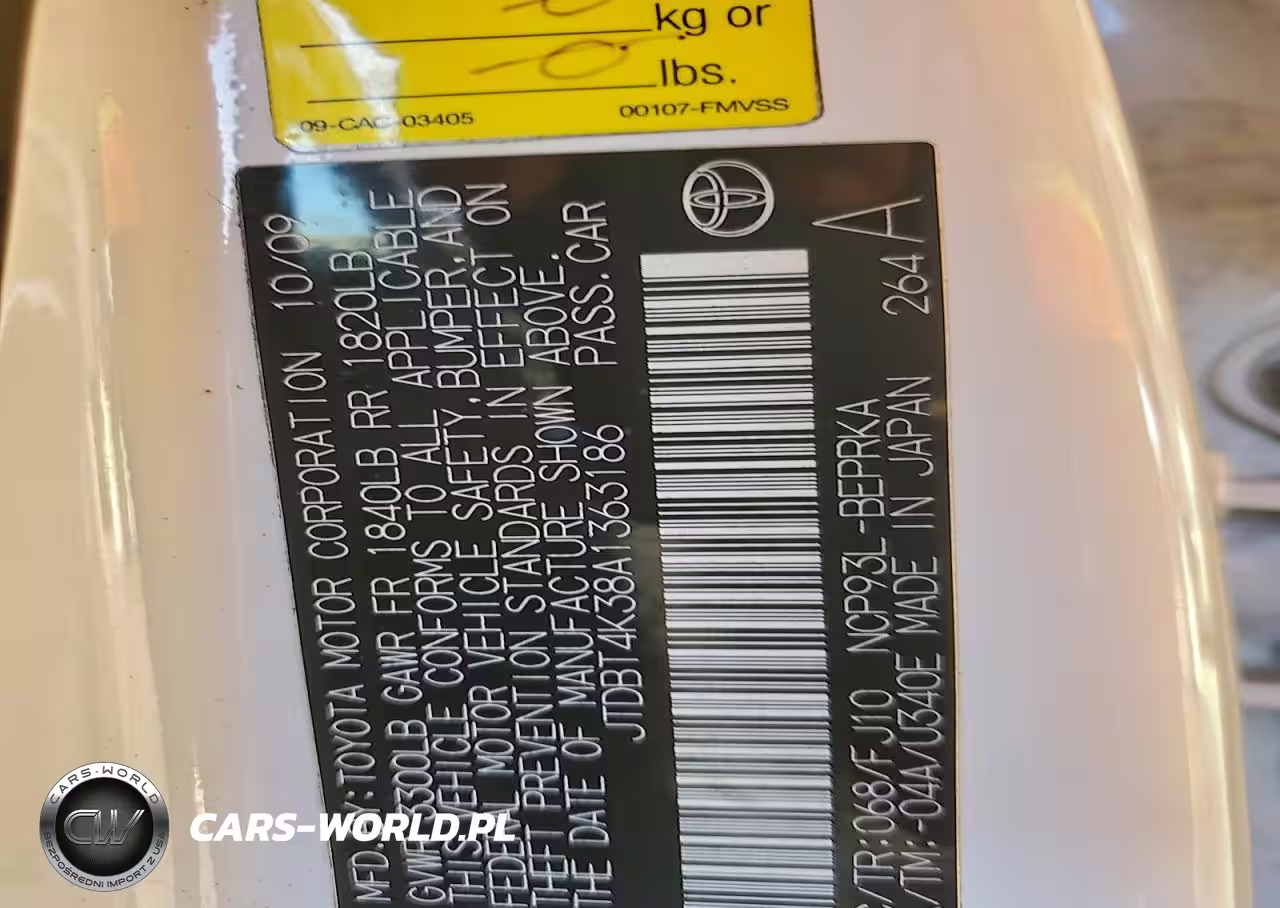 kg or
lbs.
09-CAC-03405 00107-FMVSS
MFD. BY:TOYOTA MOTOR CORPORATION 10/09
GVWR 3300LB GAWR FR 1840LB RR 1820LB
THIS VEHICLE CONFORMS TO ALL APPLICABLE
FEDERAL MOTOR VEHICLE SAFETY,BUMPER,AND
THEFT PREVENTION STANDARDS IN EFFECT ON
THE DATE OF MANUFACTURE SHOWN ABOVE.
JTDBT4K38A1363186 PASS.CAR
C/TR:068/FJ10 NCP93L-BEPRKA
/TM:-04A/U340E MADE IN JAPAN 264A
CARS-WORLD
CW
BEZPOŚREDNI IMPORT Z USA
CARS-WORLD.PL